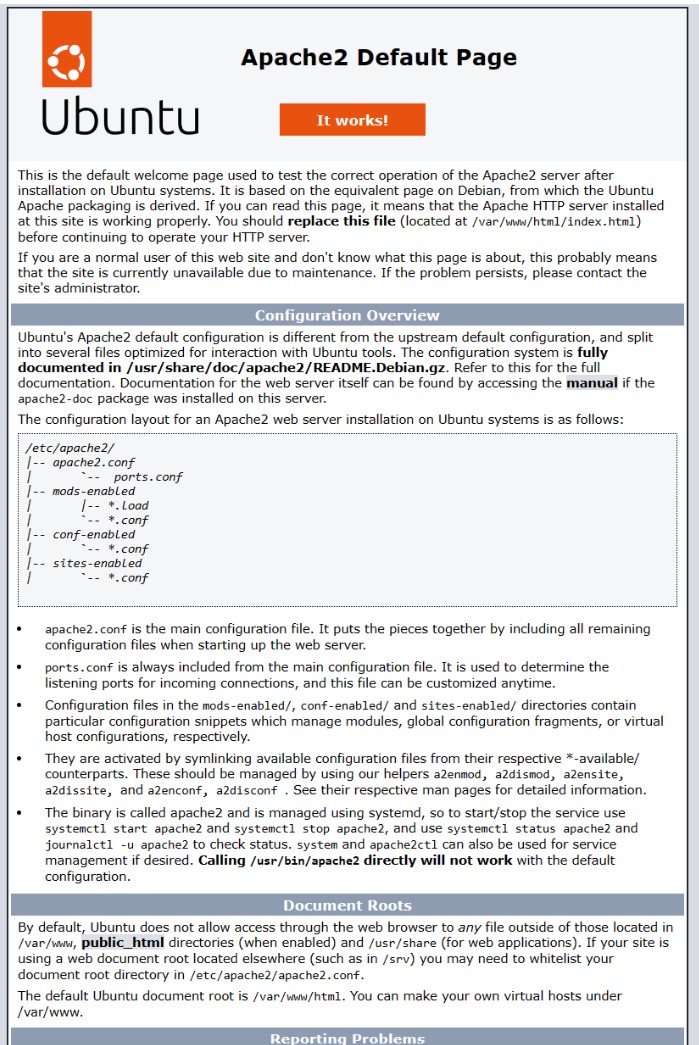 Apache2 Default Page
Ubuntu
It works!
This is the default welcome page used to test the correct operation of the Apache2 server after
installation on Ubuntu systems. It is based on the equivalent page on Debian, from which the Ubuntu
Apache packaging is derived. If you can read this page, it means that the Apache HTTP server installed
at this site is working properly. You should replace this file (located at /var/www/html/index.html)
before continuing to operate your HTTP server.
If you are a normal user of this web site and don't know what this page is about, this probably means
that the site is currently unavailable due to maintenance. If the problem persists, please contact the
site's administrator.
Configuration Overview
Ubuntu's Apache2 default configuration is different from the upstream default configuration, and split
into several files optimized for interaction with Ubuntu tools. The configuration system is fully
documented in /usr/share/doc/apache2/README.Debian.gz. Refer to this for the full
documentation. Documentation for the web server itself can be found by accessing the manual if the
apache2-doc package was installed on this server.
The configuration layout for an Apache2 web server installation on Ubuntu systems is as follows:
/etc/apache2/
|-- apache2.conf
|       `--  ports.conf
|-- mods-enabled
|       |-- *.load
|       `-- *.conf
|-- conf-enabled
|       `-- *.conf
|-- sites-enabled
|       `-- *.conf
• apache2.conf is the main configuration file. It puts the pieces together by including all remaining
configuration files when starting up the web server.
• ports.conf is always included from the main configuration file. It is used to determine the
listening ports for incoming connections, and this file can be customized anytime.
• Configuration files in the mods-enabled/, conf-enabled/ and sites-enabled/ directories contain
particular configuration snippets which manage modules, global configuration fragments, or virtual
host configurations, respectively.
• They are activated by symlinking available configuration files from their respective *-available/
counterparts. These should be managed by using our helpers a2enmod, a2dismod, a2ensite,
a2dissite, and a2enconf, a2disconf . See their respective man pages for detailed information.
• The binary is called apache2 and is managed using systemd, so to start/stop the service use
systemctl start apache2 and systemctl stop apache2, and use systemctl status apache2 and
journalctl -u apache2 to check status. system and apache2ctl can also be used for service
management if desired. Calling /usr/bin/apache2 directly will not work with the default
configuration.
Document Roots
By default, Ubuntu does not allow access through the web browser to any file outside of those located in
/var/www, public_html directories (when enabled) and /usr/share (for web applications). If your site is
using a web document root located elsewhere (such as in /srv) you may need to whitelist your
document root directory in /etc/apache2/apache2.conf.
The default Ubuntu document root is /var/www/html. You can make your own virtual hosts under
/var/www.
Reporting Problems